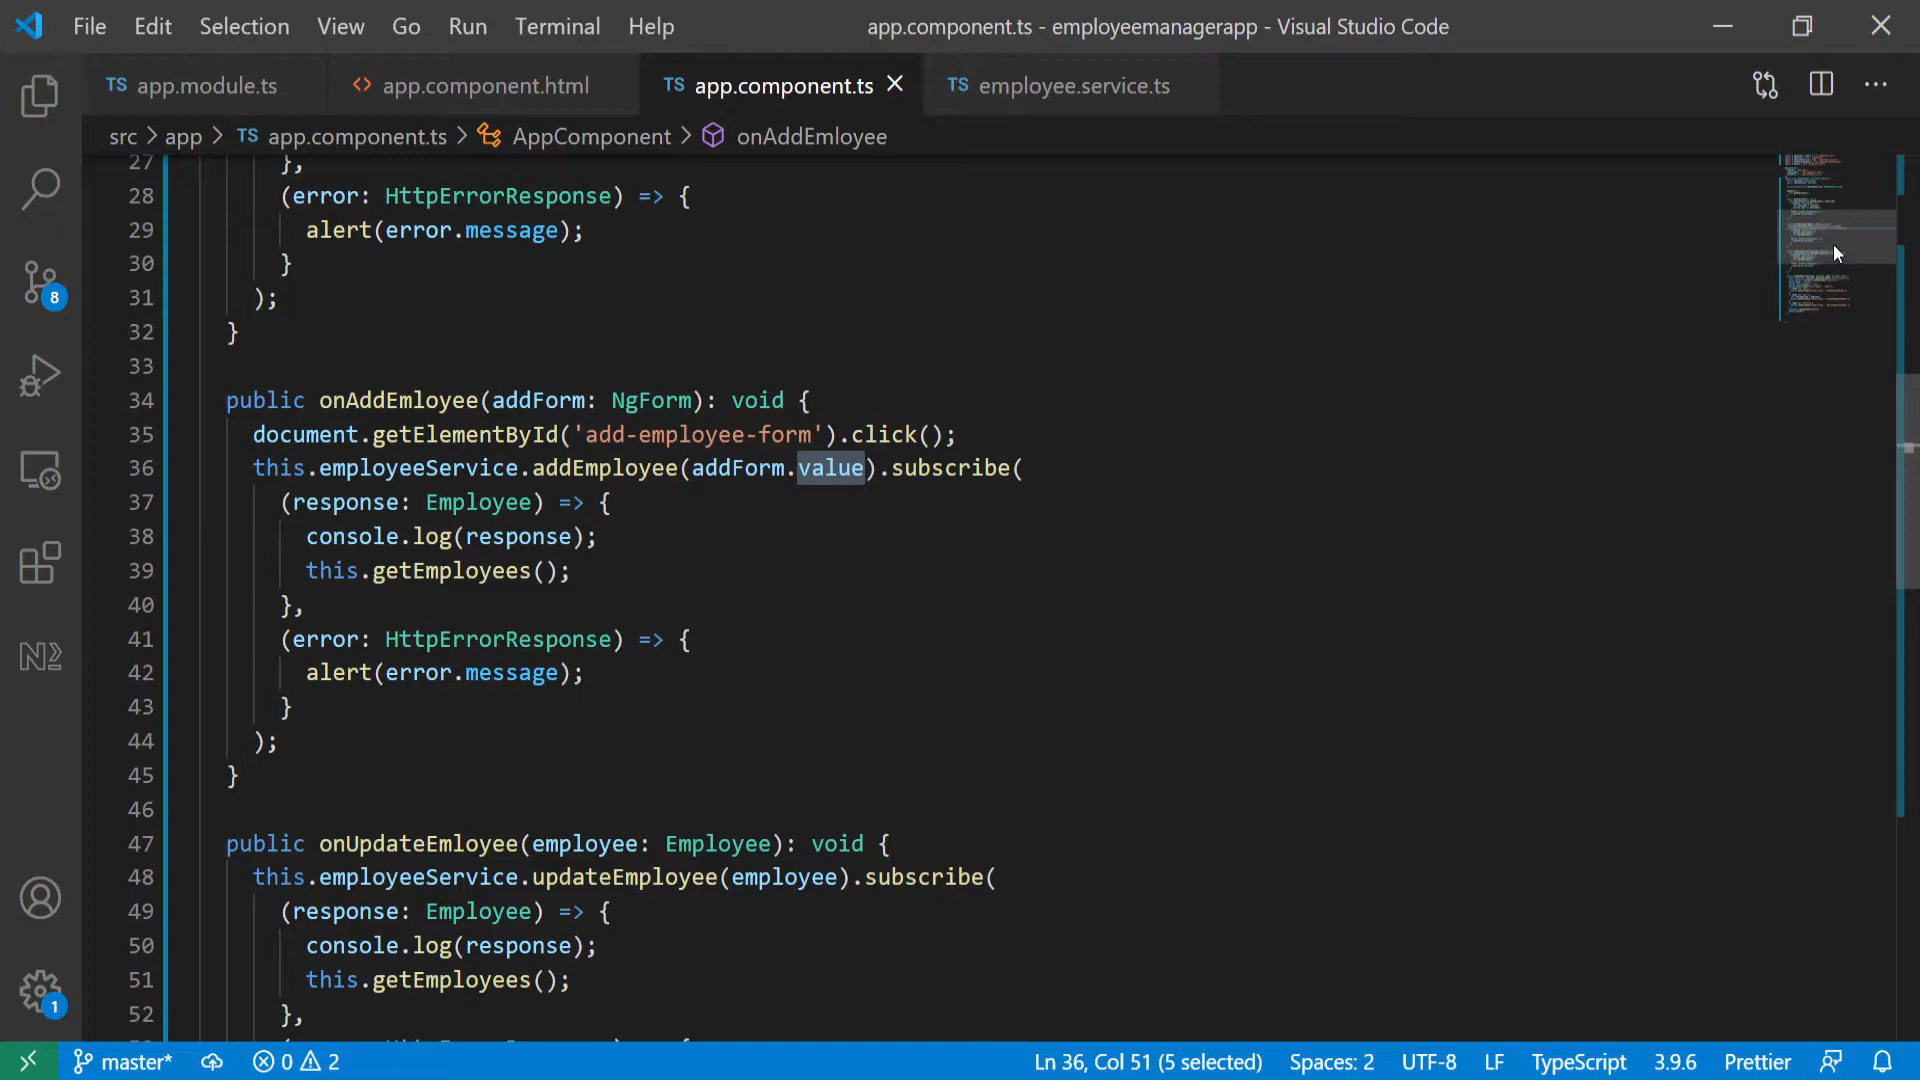 File Edit Selection View Go Run Terminal Help app.component.ts - employeemanagerapp - Visual Studio Code
TS app.module.ts <> app.component.html TS app.component.ts TS employee.service.ts
src > app > TS app.component.ts > AppComponent > onAddEmloyee
27 },
28 (error: HttpErrorResponse) => {
29 alert(error.message);
30 }
31 );
32 }
33
34 public onAddEmloyee(addForm: NgForm): void {
35 document.getElementById('add-employee-form').click();
36 this.employeeService.addEmployee(addForm.value).subscribe(
37 (response: Employee) => {
38 console.log(response);
39 this.getEmployees();
40 },
41 (error: HttpErrorResponse) => {
42 alert(error.message);
43 }
44 );
45 }
46
47 public onUpdateEmloyee(employee: Employee): void {
48 this.employeeService.updateEmployee(employee).subscribe(
49 (response: Employee) => {
50 console.log(response);
51 this.getEmployees();
52 },
8
1
master* 0 2 Ln 36, Col 51 (5 selected) Spaces: 2 UTF-8 LF TypeScript 3.9.6 Prettier